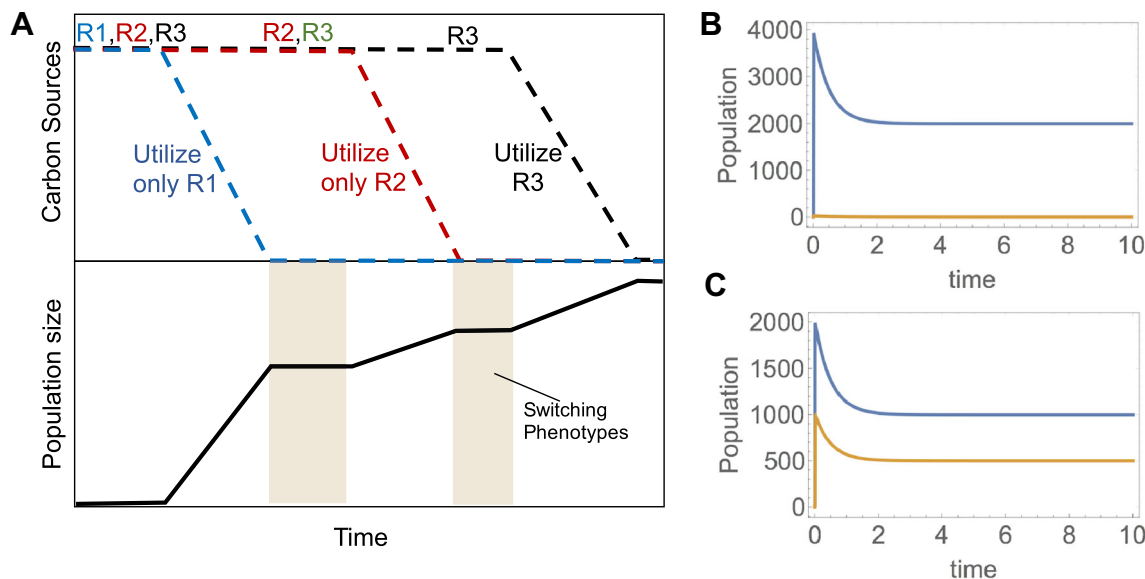 A
R1,R2,R3
R2,R3
R3
Carbon Sources
Utilize
only R1
Utilize
only R2
Utilize
R3
Population size
Switching
Phenotypes
Time
B
Population
4000
3000
2000
1000
0
0 2 4 6 8 10
time
C
Population
2000
1500
1000
500
0
0 2 4 6 8 10
time